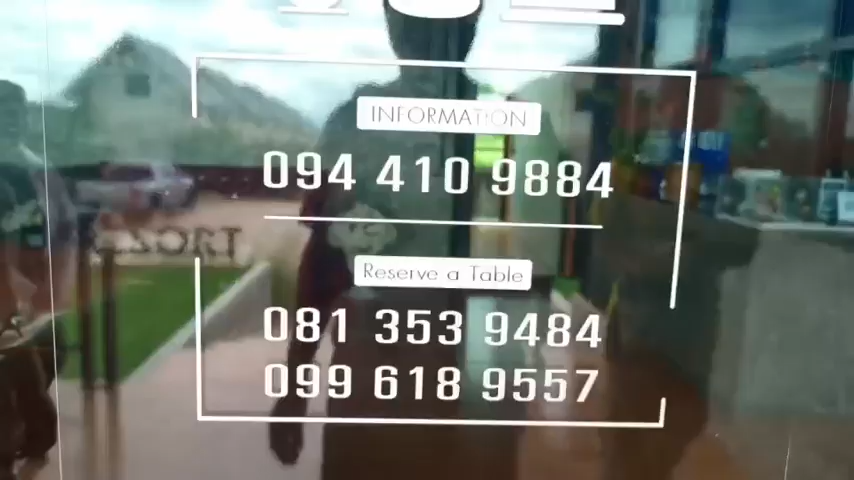 INFORMATION
094 410 9884
Reserve a Table
081 353 9484
099 618 9557